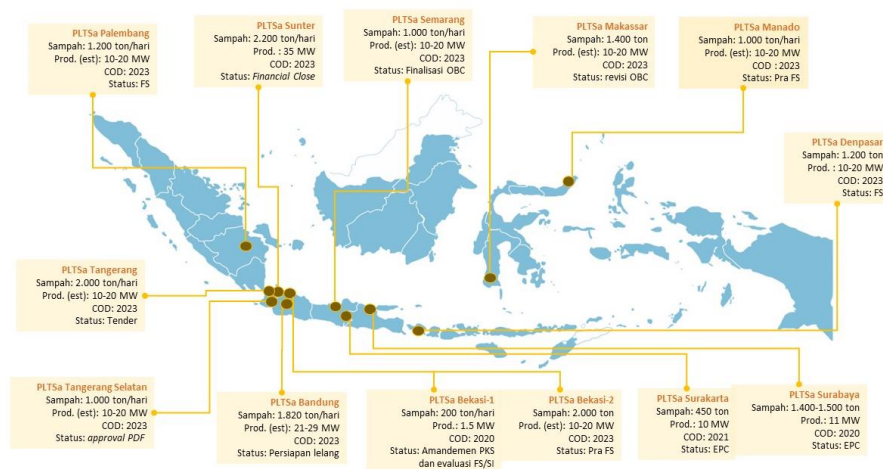 PLTSa Palembang
Sampah: 1.200 ton/hari
Prod. (est): 10-20 MW
COD: 2023
Status: FS
PLTSa Sunter
Sampah: 2.200 ton/hari
Prod. : 35 MW
COD: 2023
Status: Financial Close
PLTSa Semarang
Sampah: 1.000 ton/hari
Prod. (est): 10-20 MW
COD: 2023
Status: Finalisasi OBC
PLTSa Makassar
Sampah: 1.400 ton
Prod. (est): 10-20 MW
COD: 2023
Status: revisi OBC
PLTSa Manado
Sampah: 1.000 ton/hari
Prod. (est): 10-20 MW
COD : 2023
Status: Pra FS
PLTSa Denpasar
Sampah: 1.200 ton
Prod. : 10-20 MW
COD: 2023
Status: FS
PLTSa Tangerang
Sampah: 2.000 ton/hari
Prod. (est): 10-20 MW
COD: 2023
Status: Tender
PLTSa Tangerang Selatan
Sampah: 1.000 ton/hari
Prod. (est): 10-20 MW
COD: 2023
Status: approval PDF
PLTSa Bandung
Sampah: 1.820 ton/hari
Prod. (est): 21-29 MW
COD: 2023
Status: Persiapan lelang
PLTSa Bekasi-1
Sampah: 200 ton/hari
Prod.: 1.5 MW
COD: 2020
Status: Amandemen PKS
dan evaluasi FS/SI
PLTSa Bekasi-2
Sampah: 2.000 ton
Prod. (est): 10-20 MW
COD: 2023
Status: Pra FS
PLTSa Surakarta
Sampah: 450 ton
Prod.: 10 MW
COD: 2021
Status: EPC
PLTSa Surabaya
Sampah: 1.400-1.500 ton
Prod.: 11 MW
COD: 2020
Status: EPC